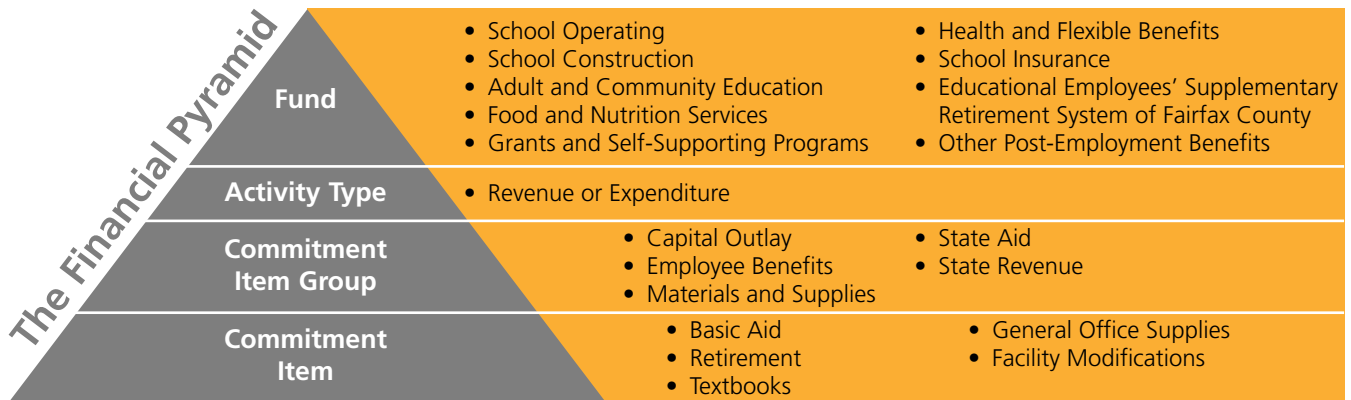 The Financial Pyramid
Fund
• School Operating
• School Construction
• Adult and Community Education
• Food and Nutrition Services
• Grants and Self-Supporting Programs
• Health and Flexible Benefits
• School Insurance
• Educational Employees’ Supplementary
Retirement System of Fairfax County
• Other Post-Employment Benefits
Activity Type
• Revenue or Expenditure
Commitment
Item Group
• Capital Outlay
• Employee Benefits
• Materials and Supplies
• State Aid
• State Revenue
Commitment
Item
• Basic Aid
• Retirement
• Textbooks
• General Office Supplies
• Facility Modifications